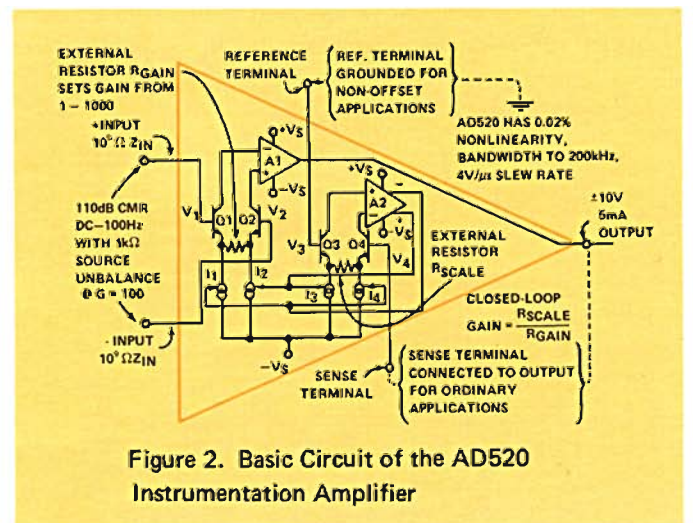 EXTERNAL
RESISTOR RGAIN
SETS GAIN FROM
1 - 1000
+INPUT
10⁹Ω ZIN
REFERENCE
TERMINAL
REF. TERMINAL
GROUNDED FOR
NON-OFFSET
APPLICATIONS
AD520 HAS 0.02%
NONLINEARITY,
BANDWIDTH TO 200kHz,
4V/μs SLEW RATE
+VS
-
A1
+
-VS
+VS
-
A2
+
-
-VS
V1
Q1
Q2
V2
V3
Q3
Q4
V4
I1
I2
I3
I4
110dB CMR
DC-100Hz
WITH 1kΩ
SOURCE
UNBALANCE
@ G = 100
EXTERNAL
RESISTOR
RSCALE
±10V
5mA
OUTPUT
CLOSED-LOOP
GAIN = RSCALE
RGAIN
- INPUT
10⁹ ΩZIN
-VS
SENSE
TERMINAL
SENSE TERMINAL
CONNECTED TO OUTPUT
FOR ORDINARY
APPLICATIONS
Figure 2. Basic Circuit of the AD520
Instrumentation Amplifier